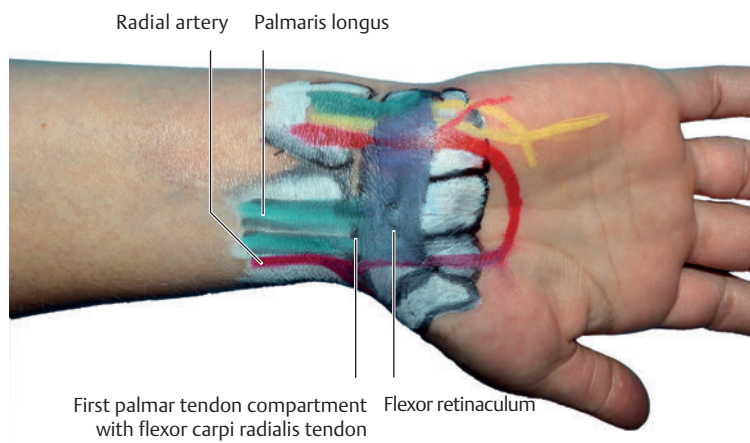 Radial artery
Palmaris longus
First palmar tendon compartment
with flexor carpi radialis tendon
Flexor retinaculum